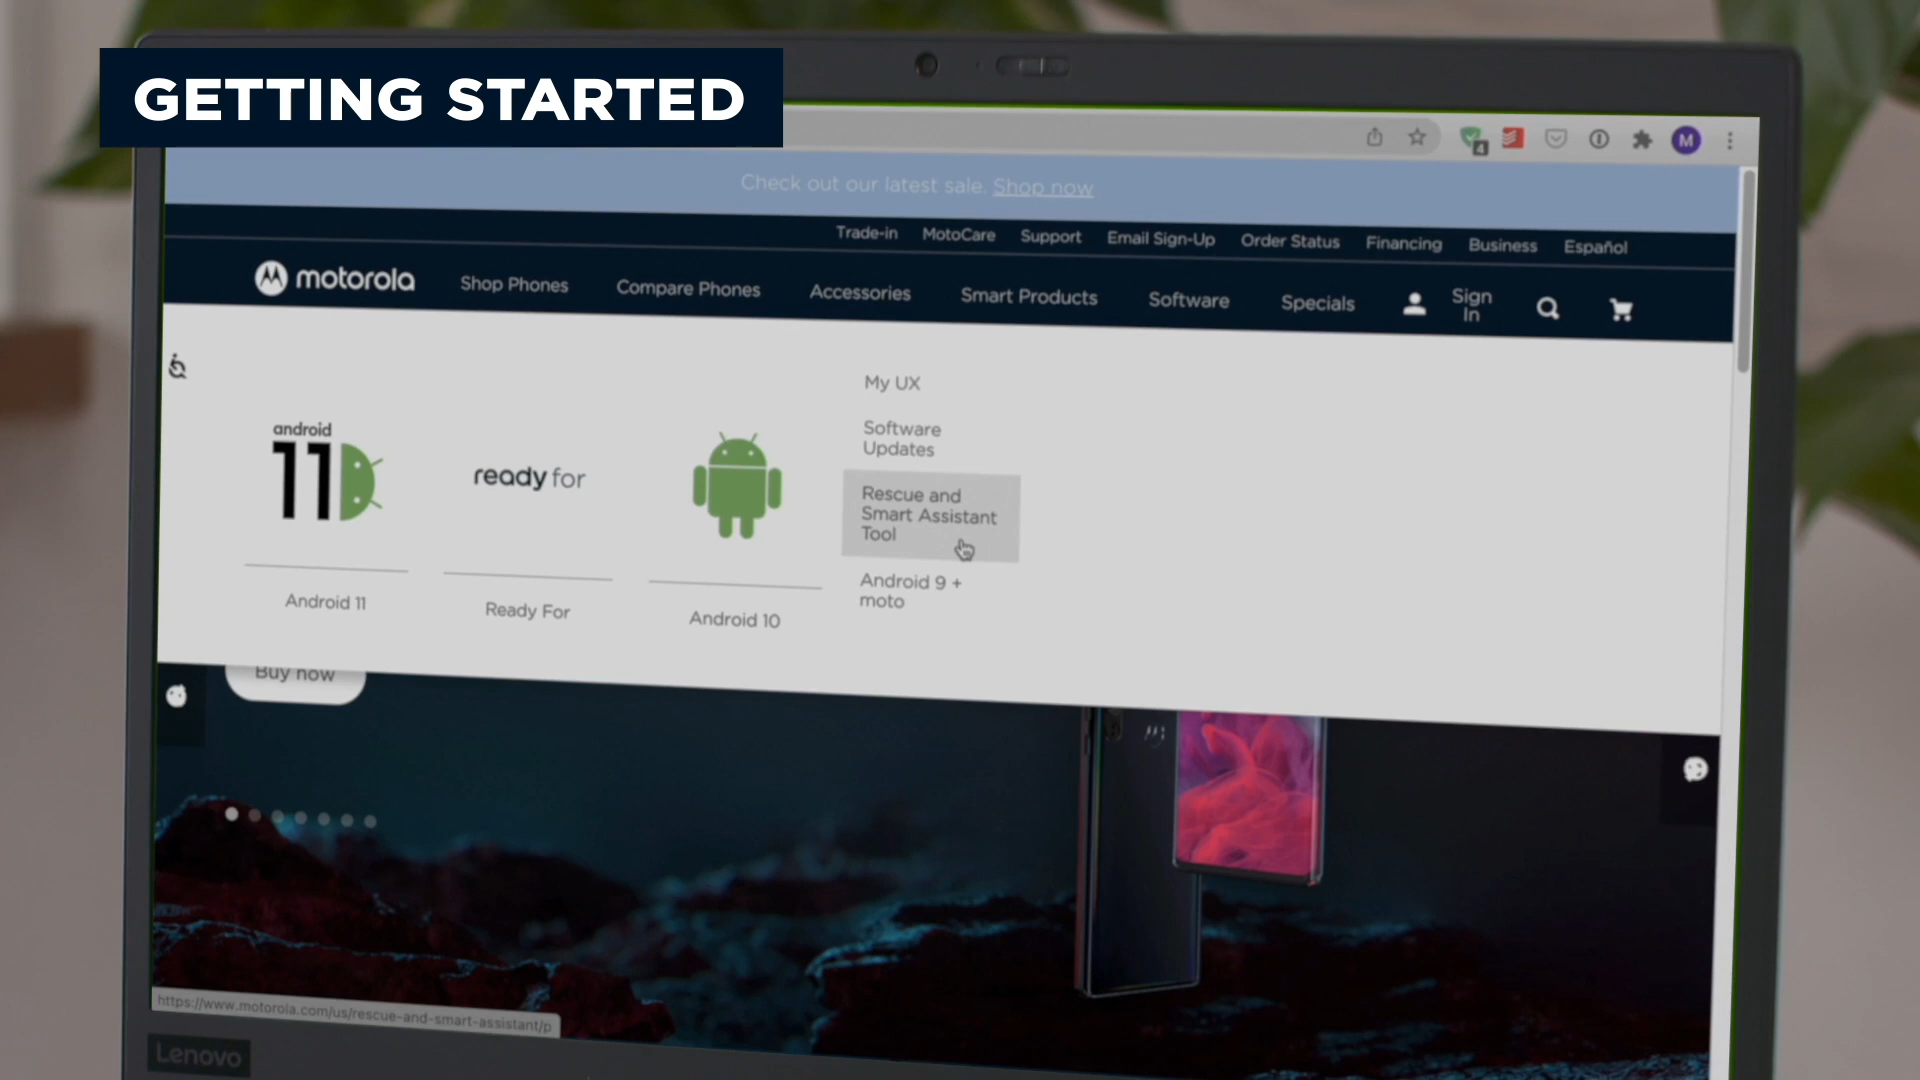 GETTING STARTED
4
M
Check out our latest sale. Shop now
Trade-in MotoCare Support Email Sign-Up Order Status Financing Business Español
motorola Shop Phones Compare Phones Accessories Smart Products Software Specials Sign In
My UX
Software
Updates
android
11
ready for
Rescue and
Smart Assistant
Tool
Android 9 +
moto
Android 11
Ready For
Android 10
Buy now
https://www.motorola.com/us/rescue-and-smart-assistant/p
Lenovo